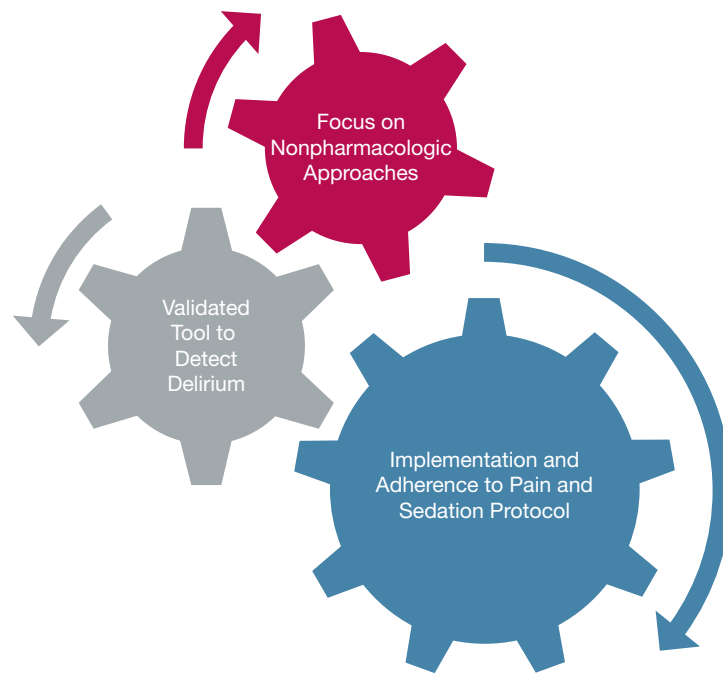 Focus on
Nonpharmacologic
Approaches
Validated
Tool to
Detect
Delirium
Implementation and
Adherence to Pain and
Sedation Protocol